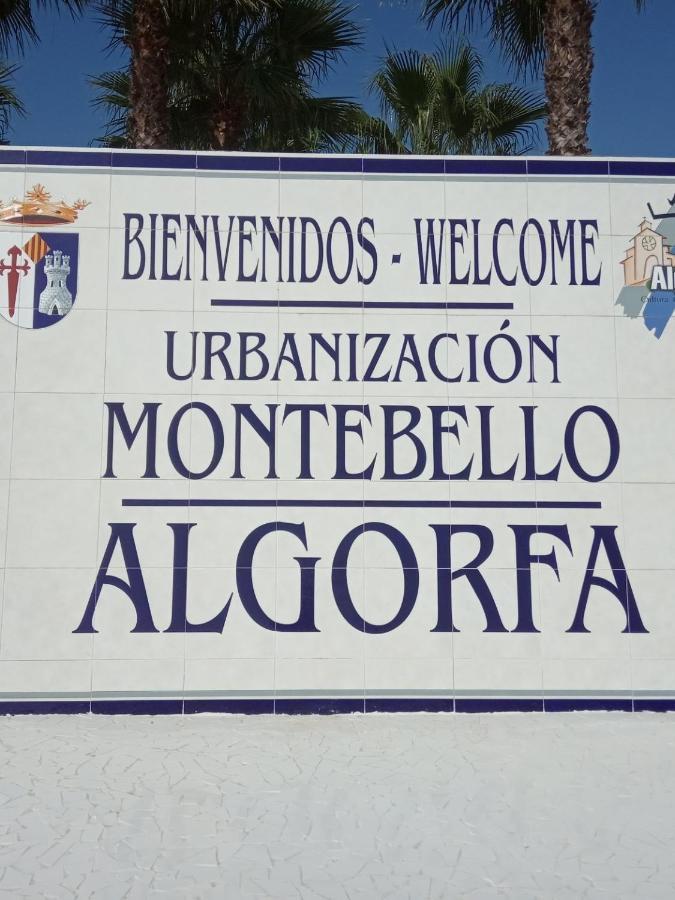 BIENVENIDOS - WELCOME
URBANIZACIÓN
MONTEBELLO
ALGORFA